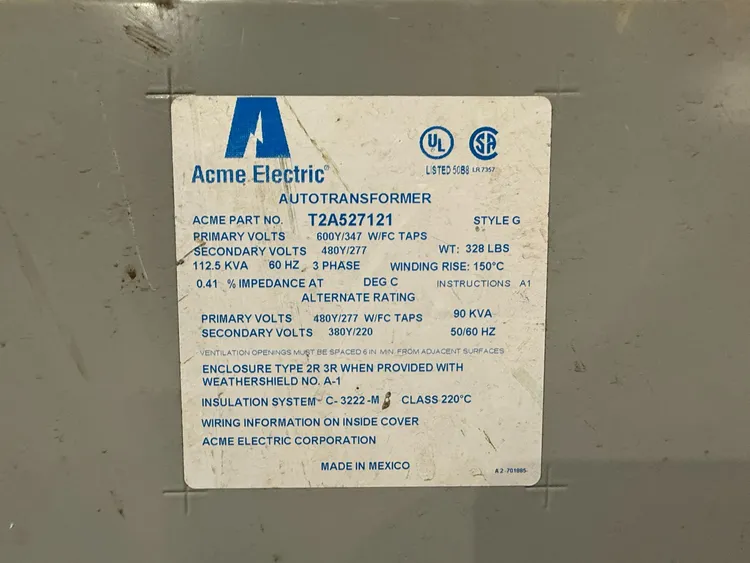 UL SA
LISTED 50B8 LR 7357
Acme Electric®
AUTOTRANSFORMER
ACME PART NO. T2A527121 STYLE G
PRIMARY VOLTS 600Y/347 W/FC TAPS
SECONDARY VOLTS 480Y/277 WT: 328 LBS
112.5 KVA 60 HZ 3 PHASE WINDING RISE: 150°C
0.41 % IMPEDANCE AT DEG C INSTRUCTIONS A1
ALTERNATE RATING
PRIMARY VOLTS 480Y/277 W/FC TAPS 90 KVA
SECONDARY VOLTS 380Y/220 50/60 HZ
VENTILATION OPENINGS MUST BE SPACED 6 IN MIN. FROM ADJACENT SURFACES
ENCLOSURE TYPE 2R 3R WHEN PROVIDED WITH
WEATHERSHIELD NO. A-1
INSULATION SYSTEM C-3222-M CLASS 220°C
WIRING INFORMATION ON INSIDE COVER
ACME ELECTRIC CORPORATION
MADE IN MEXICO